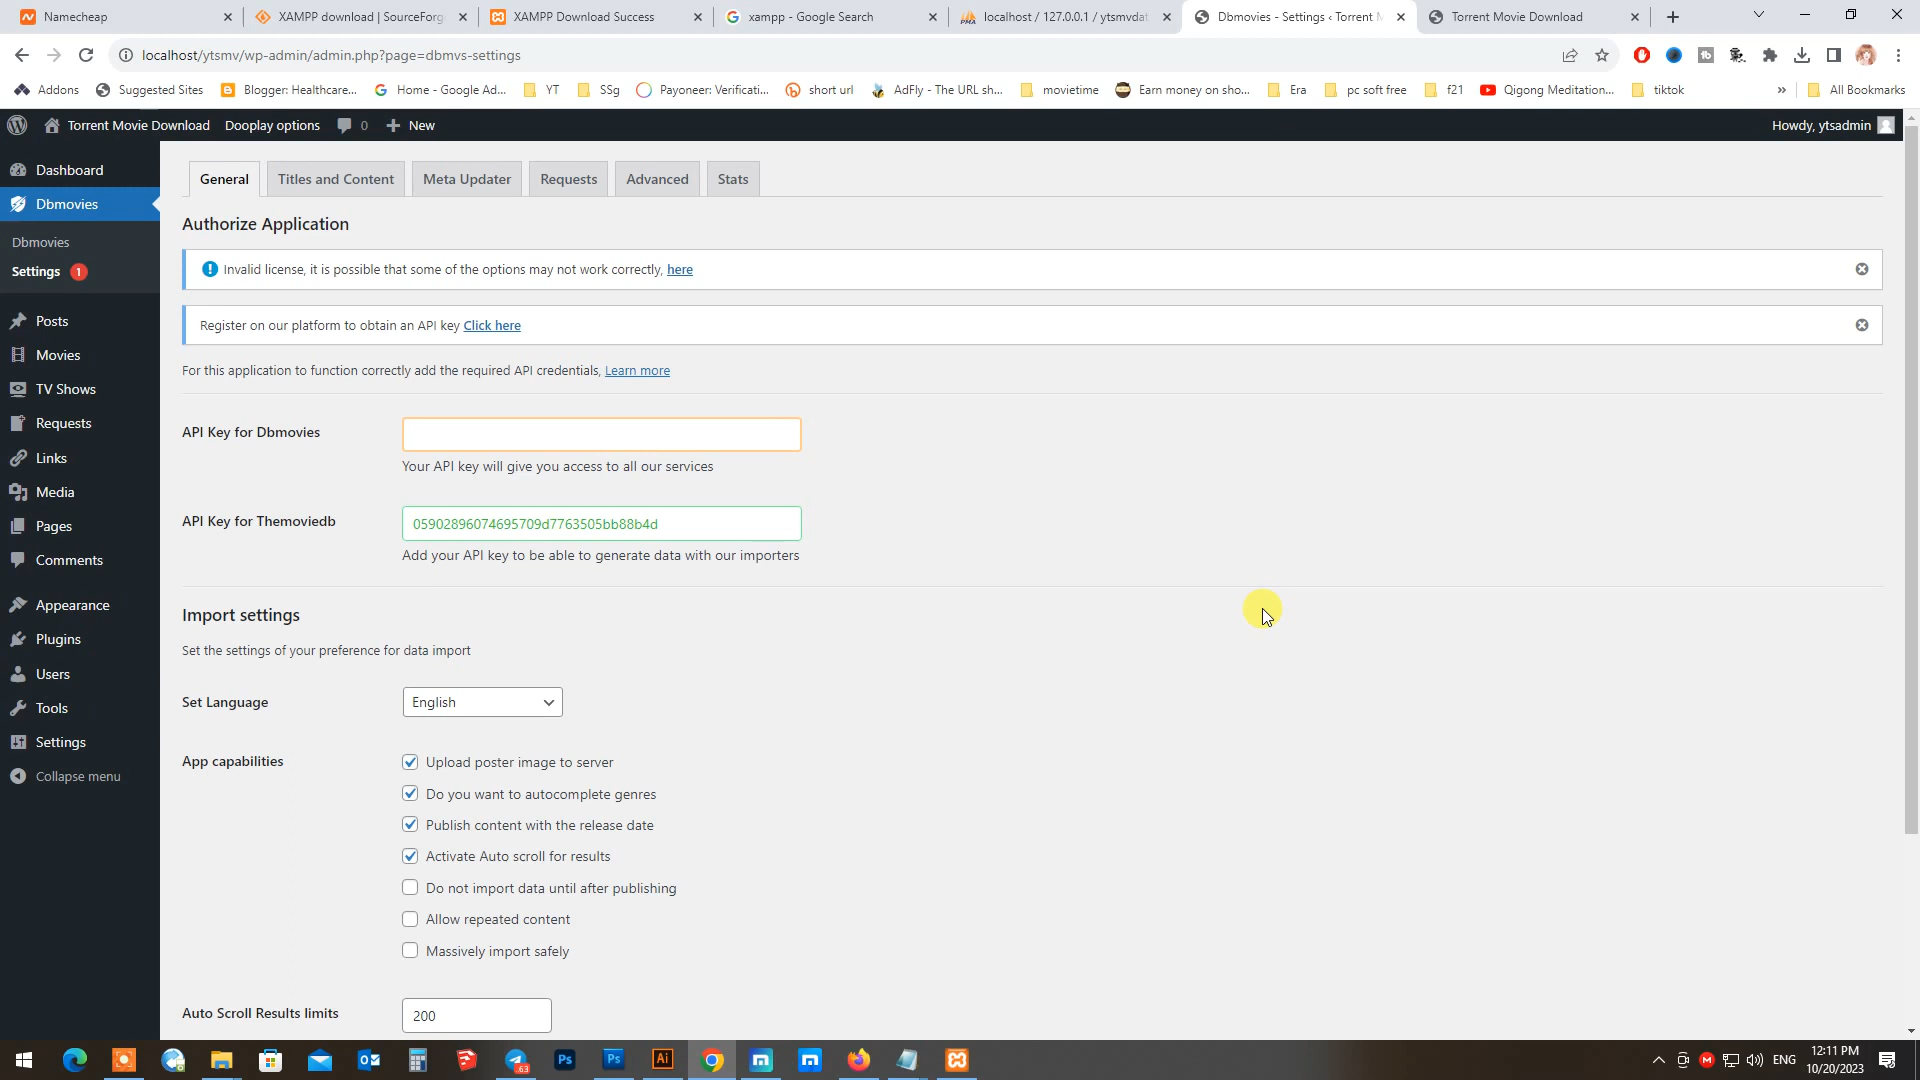 Namecheap
XAMPP download | SourceForg
XAMPP Download Success
xampp - Google Search
localhost / 127.0.0.1 / ytsmvdat
Dbmovies - Settings ‹ Torrent M
Torrent Movie Download
localhost/ytsmv/wp-admin/admin.php?page=dbmvs-settings
Addons
Suggested Sites
Blogger: Healthcare...
Home - Google Ad...
YT
SSg
Payoneer: Verificati...
short url
AdFly - The URL sh...
movietime
Earn money on sho...
Era
pc soft free
f21
Qigong Meditation...
tiktok
»
All Bookmarks
Torrent Movie Download
Dooplay options
0
New
Howdy, ytsadmin
Dashboard
Dbmovies
Dbmovies
Settings 1
Posts
Movies
TV Shows
Requests
Links
Media
Pages
Comments
Appearance
Plugins
Users
Tools
Settings
Collapse menu
General
Titles and Content
Meta Updater
Requests
Advanced
Stats
Authorize Application
Invalid license, it is possible that some of the options may not work correctly, here
Register on our platform to obtain an API key Click here
For this application to function correctly add the required API credentials, Learn more
API Key for Dbmovies
Your API key will give you access to all our services
API Key for Themoviedb
05902896074695709d7763505bb88b4d
Add your API key to be able to generate data with our importers
Import settings
Set the settings of your preference for data import
Set Language
English
App capabilities
Upload poster image to server
Do you want to autocomplete genres
Publish content with the release date
Activate Auto scroll for results
Do not import data until after publishing
Allow repeated content
Massively import safely
Auto Scroll Results limits
200
.63
Ps
Ps
Ai
ENG
12:11 PM
10/20/2023